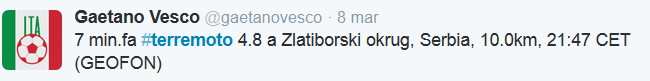 ITA
Gaetano Vesco @gaetanovesco · 8 mar
7 min.fa #terremoto 4.8 a Zlatiborski okrug, Serbia, 10.0km, 21:47 CET
(GEOFON)